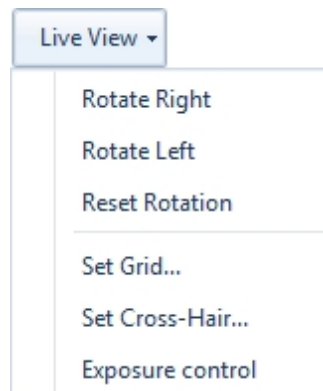 Live View
Rotate Right
Rotate Left
Reset Rotation
Set Grid...
Set Cross-Hair...
Exposure control